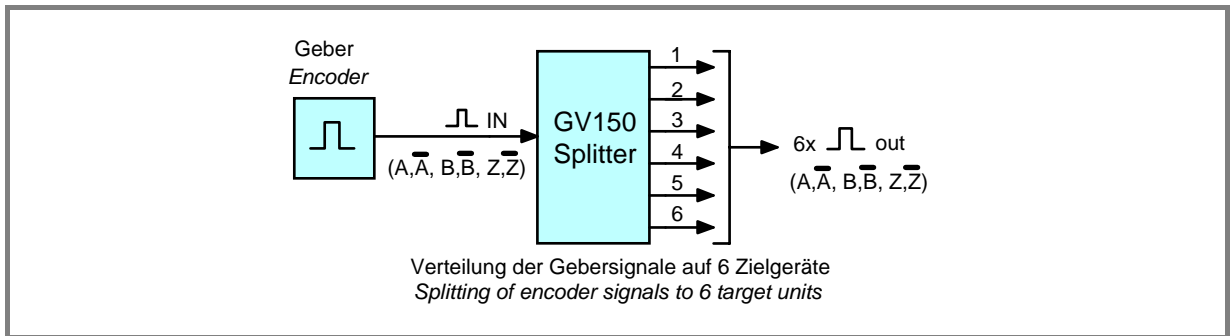 Geber
Encoder
IN
(A,A̅, B,B̅, Z,Z̅)
GV150
Splitter
1
2
3
4
5
6
6x out
(A,A̅, B,B̅, Z,Z̅)
Verteilung der Gebersignale auf 6 Zielgeräte
Splitting of encoder signals to 6 target units